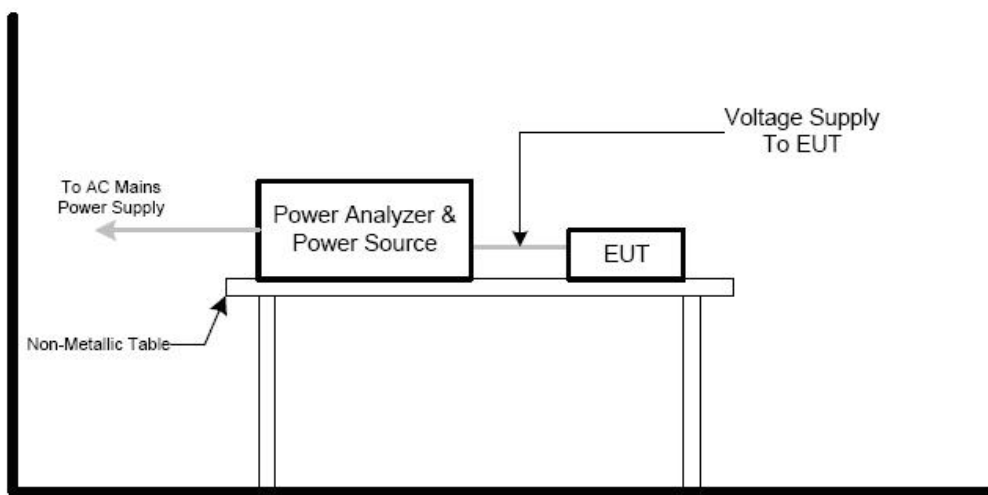 Voltage Supply
To EUT
To AC Mains
Power Supply
Power Analyzer &
Power Source
EUT
Non-Metallic Table